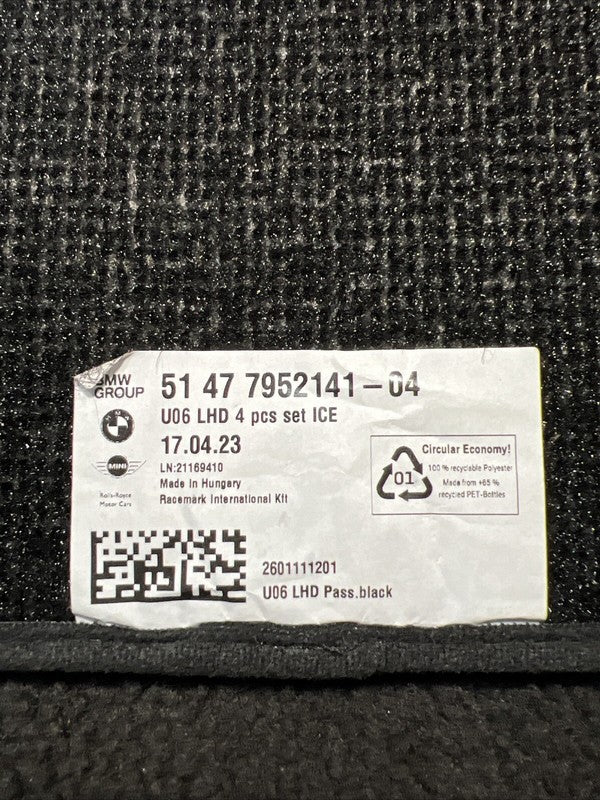 BMW
GROUP
51 47 7952141-04
U06 LHD 4 pcs set ICE
17.04.23
MINI
LN:21169410
Made In Hungary
Racemark International Kft
Rolls-Royce
Motor Cars
01
Circular Economy!
100 % recyclable Polyester
Made from +65 %
recycled PET-Bottles
2601111201
U06 LHD Pass.black